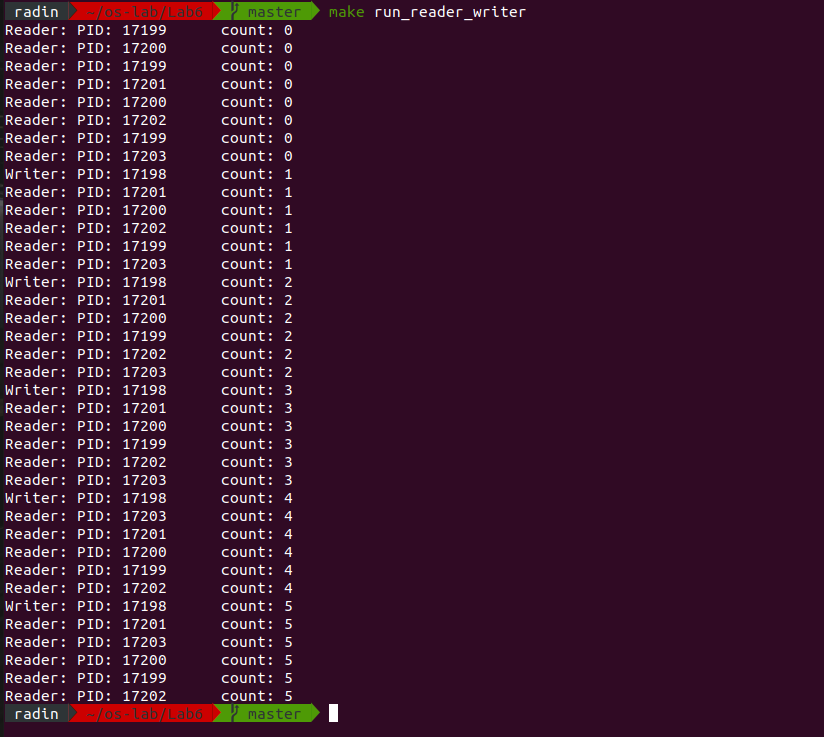 radin ~/os-lab/Lab6 master make run_reader_writer
Reader: PID: 17199 count: 0
Reader: PID: 17200 count: 0
Reader: PID: 17199 count: 0
Reader: PID: 17201 count: 0
Reader: PID: 17200 count: 0
Reader: PID: 17202 count: 0
Reader: PID: 17199 count: 0
Reader: PID: 17203 count: 0
Writer: PID: 17198 count: 1
Reader: PID: 17201 count: 1
Reader: PID: 17200 count: 1
Reader: PID: 17202 count: 1
Reader: PID: 17199 count: 1
Reader: PID: 17203 count: 1
Writer: PID: 17198 count: 2
Reader: PID: 17201 count: 2
Reader: PID: 17200 count: 2
Reader: PID: 17199 count: 2
Reader: PID: 17202 count: 2
Reader: PID: 17203 count: 2
Writer: PID: 17198 count: 3
Reader: PID: 17201 count: 3
Reader: PID: 17200 count: 3
Reader: PID: 17199 count: 3
Reader: PID: 17202 count: 3
Reader: PID: 17203 count: 3
Writer: PID: 17198 count: 4
Reader: PID: 17203 count: 4
Reader: PID: 17201 count: 4
Reader: PID: 17200 count: 4
Reader: PID: 17199 count: 4
Reader: PID: 17202 count: 4
Writer: PID: 17198 count: 5
Reader: PID: 17201 count: 5
Reader: PID: 17203 count: 5
Reader: PID: 17200 count: 5
Reader: PID: 17199 count: 5
Reader: PID: 17202 count: 5
radin ~/os-lab/Lab6 master